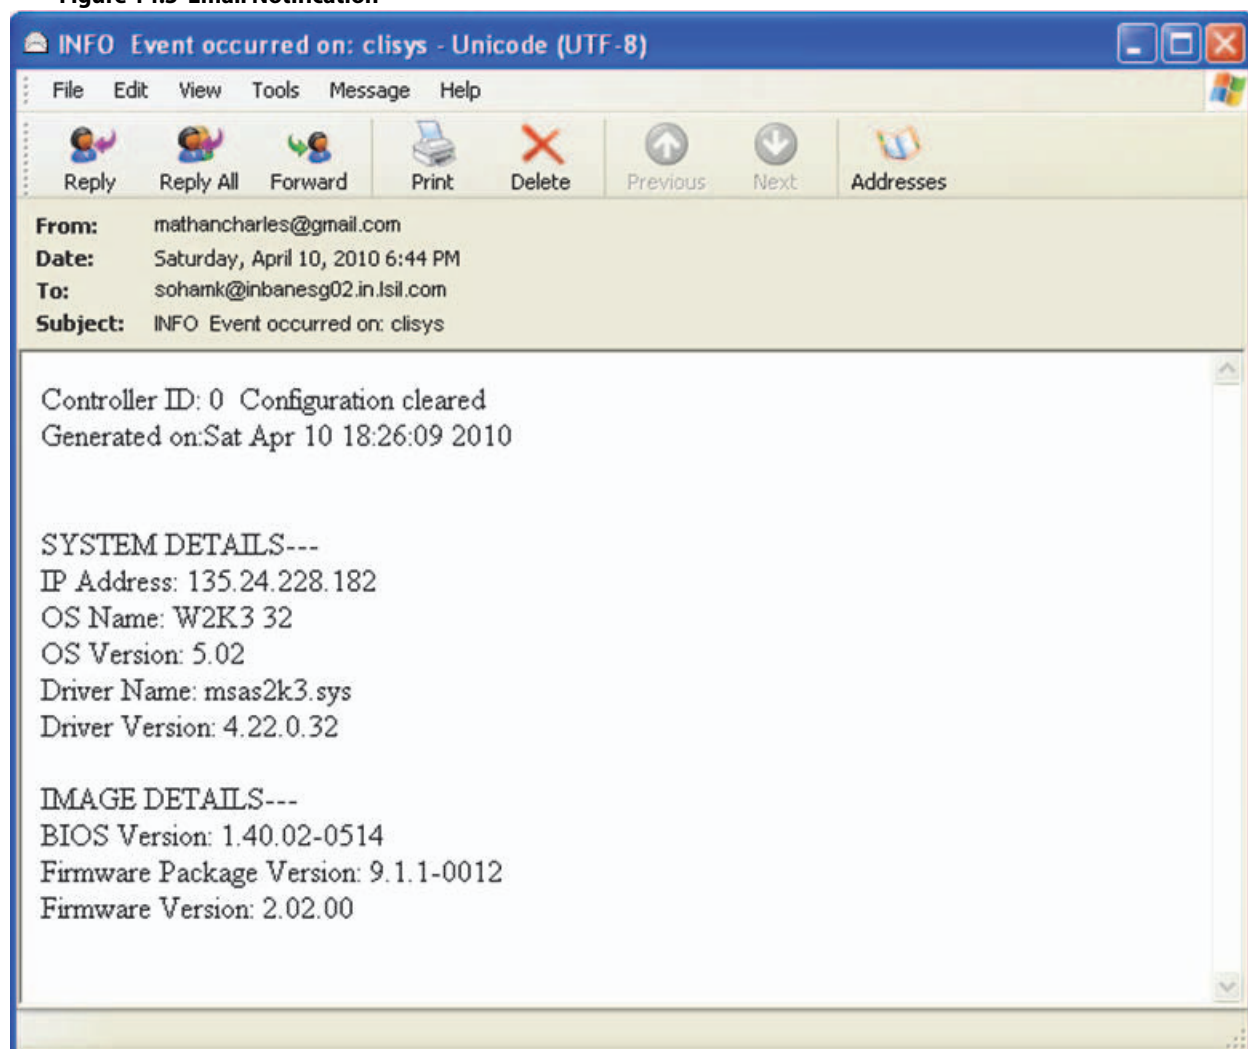 Email Notification
INFO  Event occurred on: clisys - Unicode (UTF-8)
File Edit View Tools Message Help
Reply Reply All Forward Print Delete Previous Next Addresses
From: mathancharles@gmail.com
Date: Saturday, April 10, 2010 6:44 PM
To: sohamk@inbanesg02.in.lsil.com
Subject: INFO  Event occurred on: clisys
Controller ID: 0  Configuration cleared
Generated on:Sat Apr 10 18:26:09 2010
SYSTEM DETAILS---
IP Address: 135.24.228.182
OS Name: W2K3 32
OS Version: 5.02
Driver Name: msas2k3.sys
Driver Version: 4.22.0.32
IMAGE DETAILS---
BIOS Version: 1.40.02-0514
Firmware Package Version: 9.1.1-0012
Firmware Version: 2.02.00